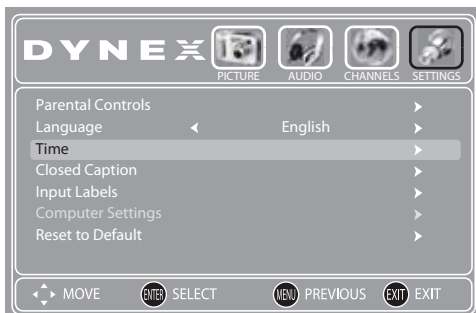 DYNEX
PICTURE AUDIO CHANNELS SETTINGS
Parental Controls
Language English
Time
Closed Caption
Input Labels
Computer Settings
Reset to Default
MOVE ENTER SELECT MENU PREVIOUS EXIT EXIT